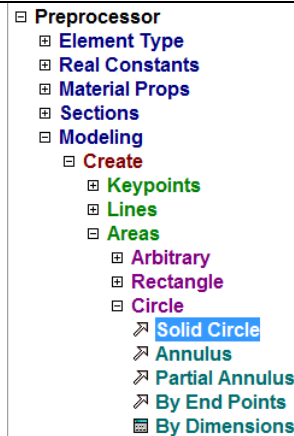 Preprocessor
Element Type
Real Constants
Material Props
Sections
Modeling
Create
Keypoints
Lines
Areas
Arbitrary
Rectangle
Circle
Solid Circle
Annulus
Partial Annulus
By End Points
By Dimensions